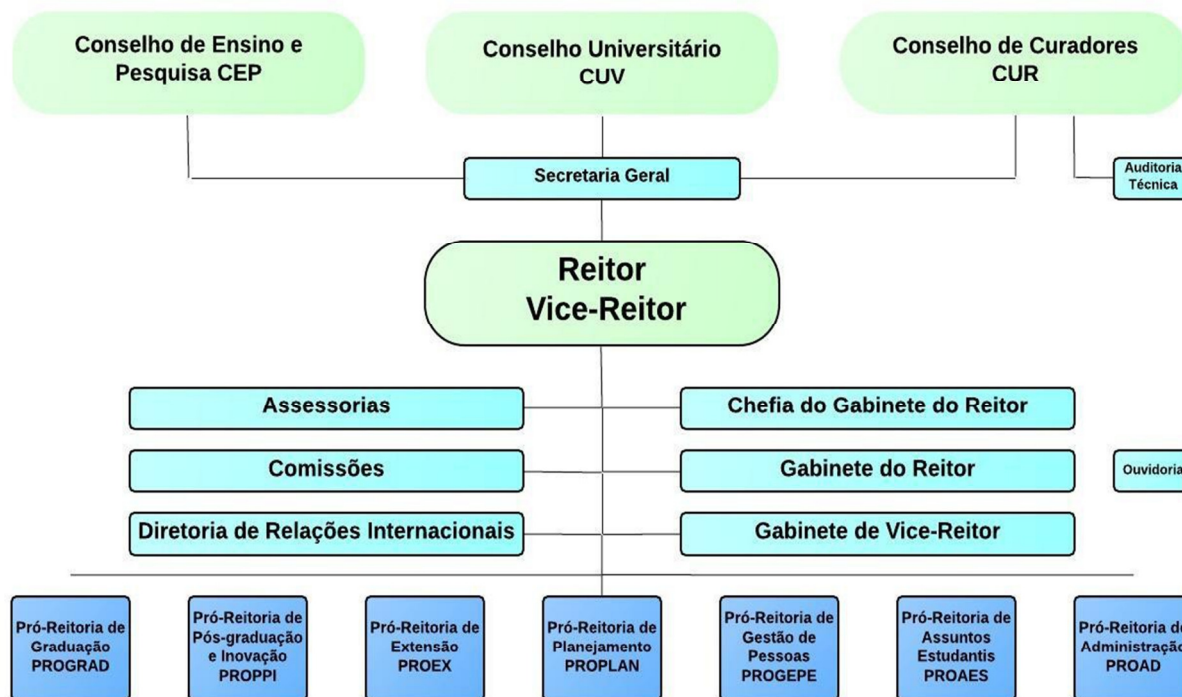 Conselho de Ensino e
Pesquisa CEP
Conselho Universitário
CUV
Conselho de Curadores
CUR
Secretaria Geral
Auditoria
Técnica
Reitor
Vice-Reitor
Assessorias
Chefia do Gabinete do Reitor
Comissões
Gabinete do Reitor
Ouvidoria
Diretoria de Relações Internacionais
Gabinete de Vice-Reitor
Pró-Reitoria de
Graduação
PROGRAD
Pró-Reitoria de
Pós-graduação
e Inovação
PROPPI
Pró-Reitoria de
Extensão
PROEX
Pró-Reitoria de
Planejamento
PROPLAN
Pró-Reitoria de
Gestão de
Pessoas
PROGEPE
Pró-Reitoria de
Assuntos
Estudantis
PROAES
Pró-Reitoria de
Administração
PROAD